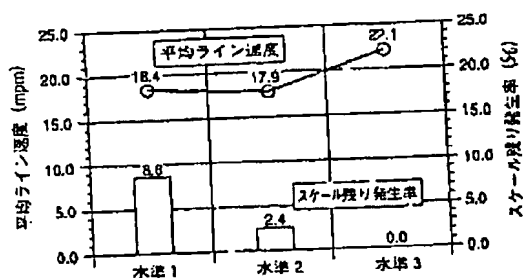 平均ライン速度 (mpm)
25.0
20.0
15.0
10.0
5.0
0.0
平均ライン速度
18.4
17.9
22.1
8.6
2.4
0.0
スケール残り発生率
水準1
水準2
水準3
25.0
20.0
15.0
10.0
5.0
0.0
スケール残り発生率 (%)